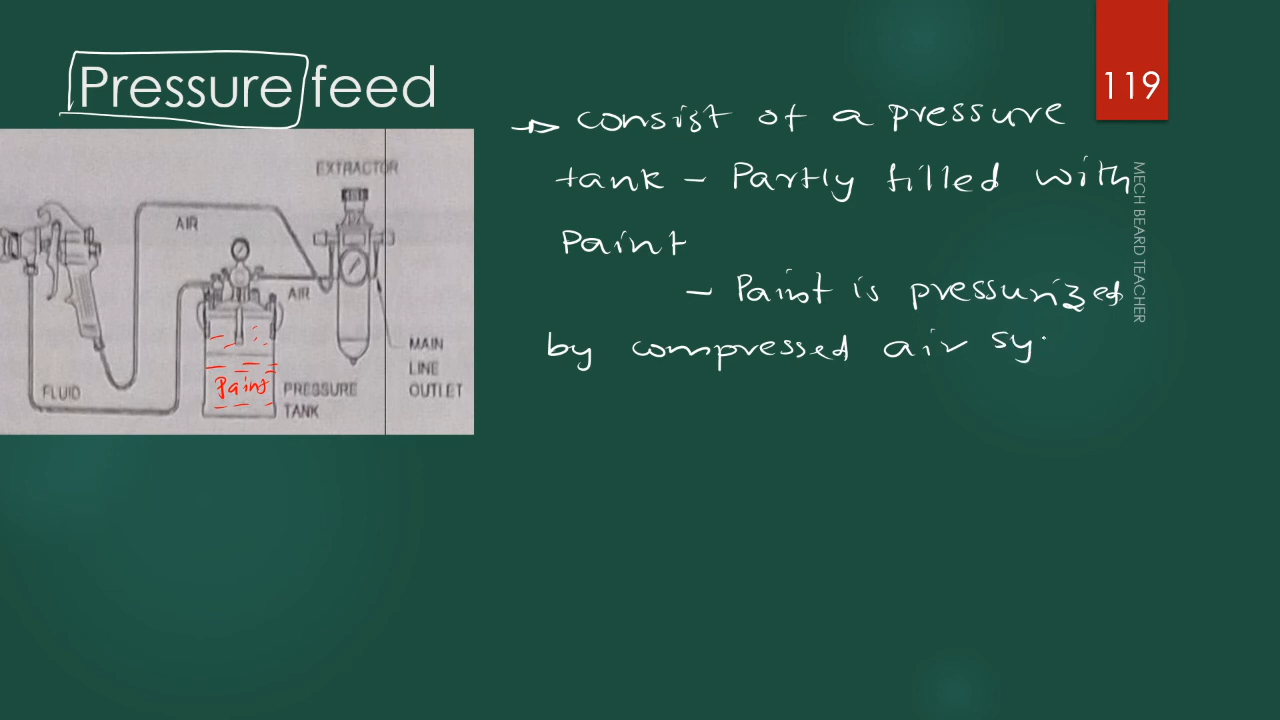 Pressure feed
119
→ consist of a pressure
tank - Partly filled with
Paint
- Paint is pressurized
by compressed air sy.
EXTRACTOR
AIR
AIR
MAIN
LINE
OUTLET
FLUID
Paint
PRESSURE
TANK
MECH BEARD TEACHER